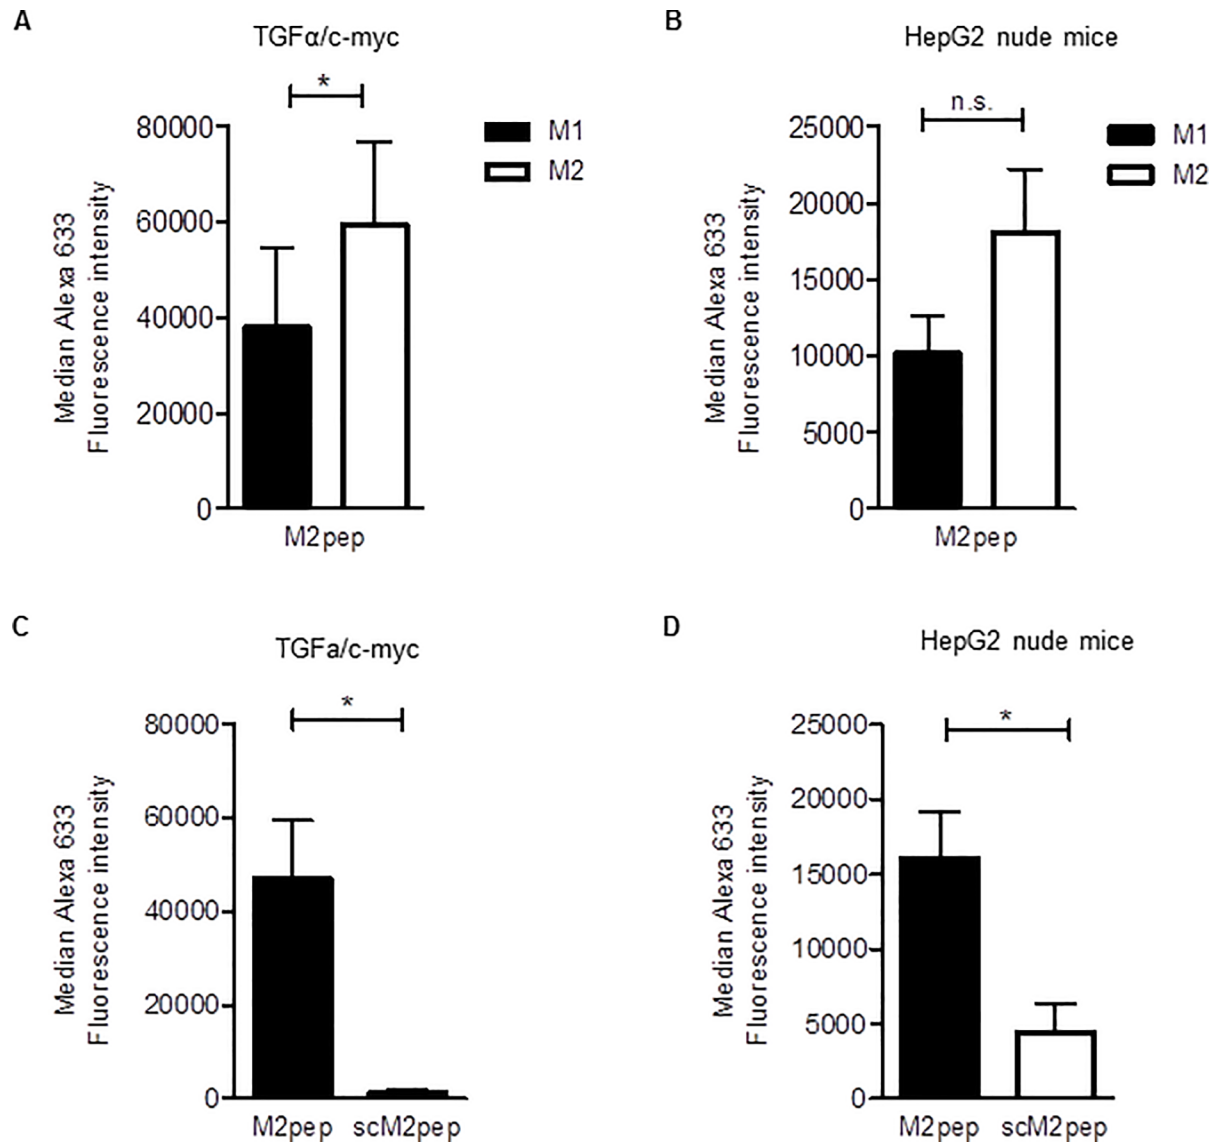 A
TGFα/c-myc
*
80000
60000
40000
20000
0
Median Alexa 633
Fluorescence intensity
M2pep
M1
M2
B
HepG2 nude mice
n.s.
25000
20000
15000
10000
5000
0
Median Alexa 633
Fluorescence intensity
M2pep
M1
M2
C
TGFa/c-myc
*
80000
60000
40000
20000
0
Median Alexa 633
Fluorescence intensity
M2pep scM2pep
D
HepG2 nude mice
*
25000
20000
15000
10000
5000
0
Median Alexa 633
Fluorescence intensity
M2pep scM2pep